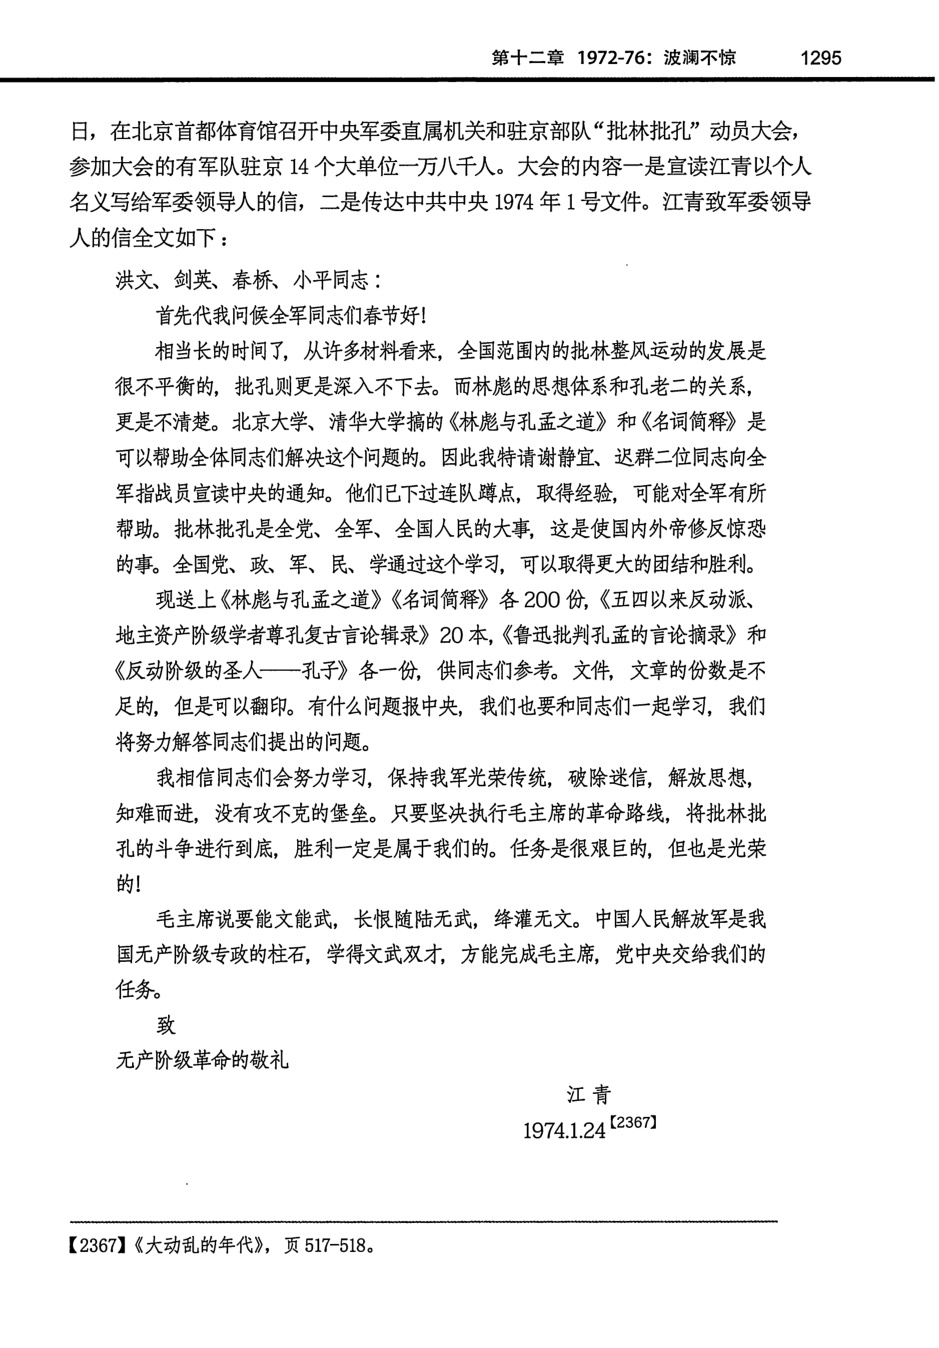 第十二章 1972-76：波澜不惊 1295
日，在北京首都体育馆召开中央军委直属机关和驻京部队“批林批孔”动员大会，
参加大会的有军队驻京 14 个大单位一万八千人。大会的内容一是宣读江青以个人
名义写给军委领导人的信，二是传达中共中央 1974 年 1 号文件。江青致军委领导
人的信全文如下：
洪文、剑英、春桥、小平同志：
首先代我问候全军同志们春节好！
相当长的时间了，从许多材料看来，全国范围内的批林整风运动的发展是
很不平衡的，批孔则更是深入不下去。而林彪的思想体系和孔老二的关系，
更是不清楚。北京大学、清华大学搞的《林彪与孔孟之道》和《名词简释》是
可以帮助全体同志们解决这个问题的。因此我特请谢静宜、迟群二位同志向全
军指战员宣读中央的通知。他们已下过连队蹲点，取得经验，可能对全军有所
帮助。批林批孔是全党、全军、全国人民的大事，这是使国内外帝修反惊恐
的事。全国党、政、军、民、学通过这个学习，可以取得更大的团结和胜利。
现送上《林彪与孔孟之道》《名词简释》各 200 份，《五四以来反动派、
地主资产阶级学者尊孔复古言论辑录》20 本，《鲁迅批判孔孟的言论摘录》和
《反动阶级的圣人——孔子》各一份，供同志们参考。文件，文章的份数是不
足的，但是可以翻印。有什么问题报中央，我们也要和同志们一起学习，我们
将努力解答同志们提出的问题。
我相信同志们会努力学习，保持我军光荣传统，破除迷信，解放思想，
知难而进，没有攻不克的堡垒。只要坚决执行毛主席的革命路线，将批林批
孔的斗争进行到底，胜利一定是属于我们的。任务是很艰巨的，但也是光荣
的！
毛主席说要能文能武，长恨随陆无武，绛灌无文。中国人民解放军是我
国无产阶级专政的柱石，学得文武双才，方能完成毛主席，党中央交给我们的
任务。
致
无产阶级革命的敬礼
江 青
1974.1.24【2367】
【2367】《大动乱的年代》，页 517-518。